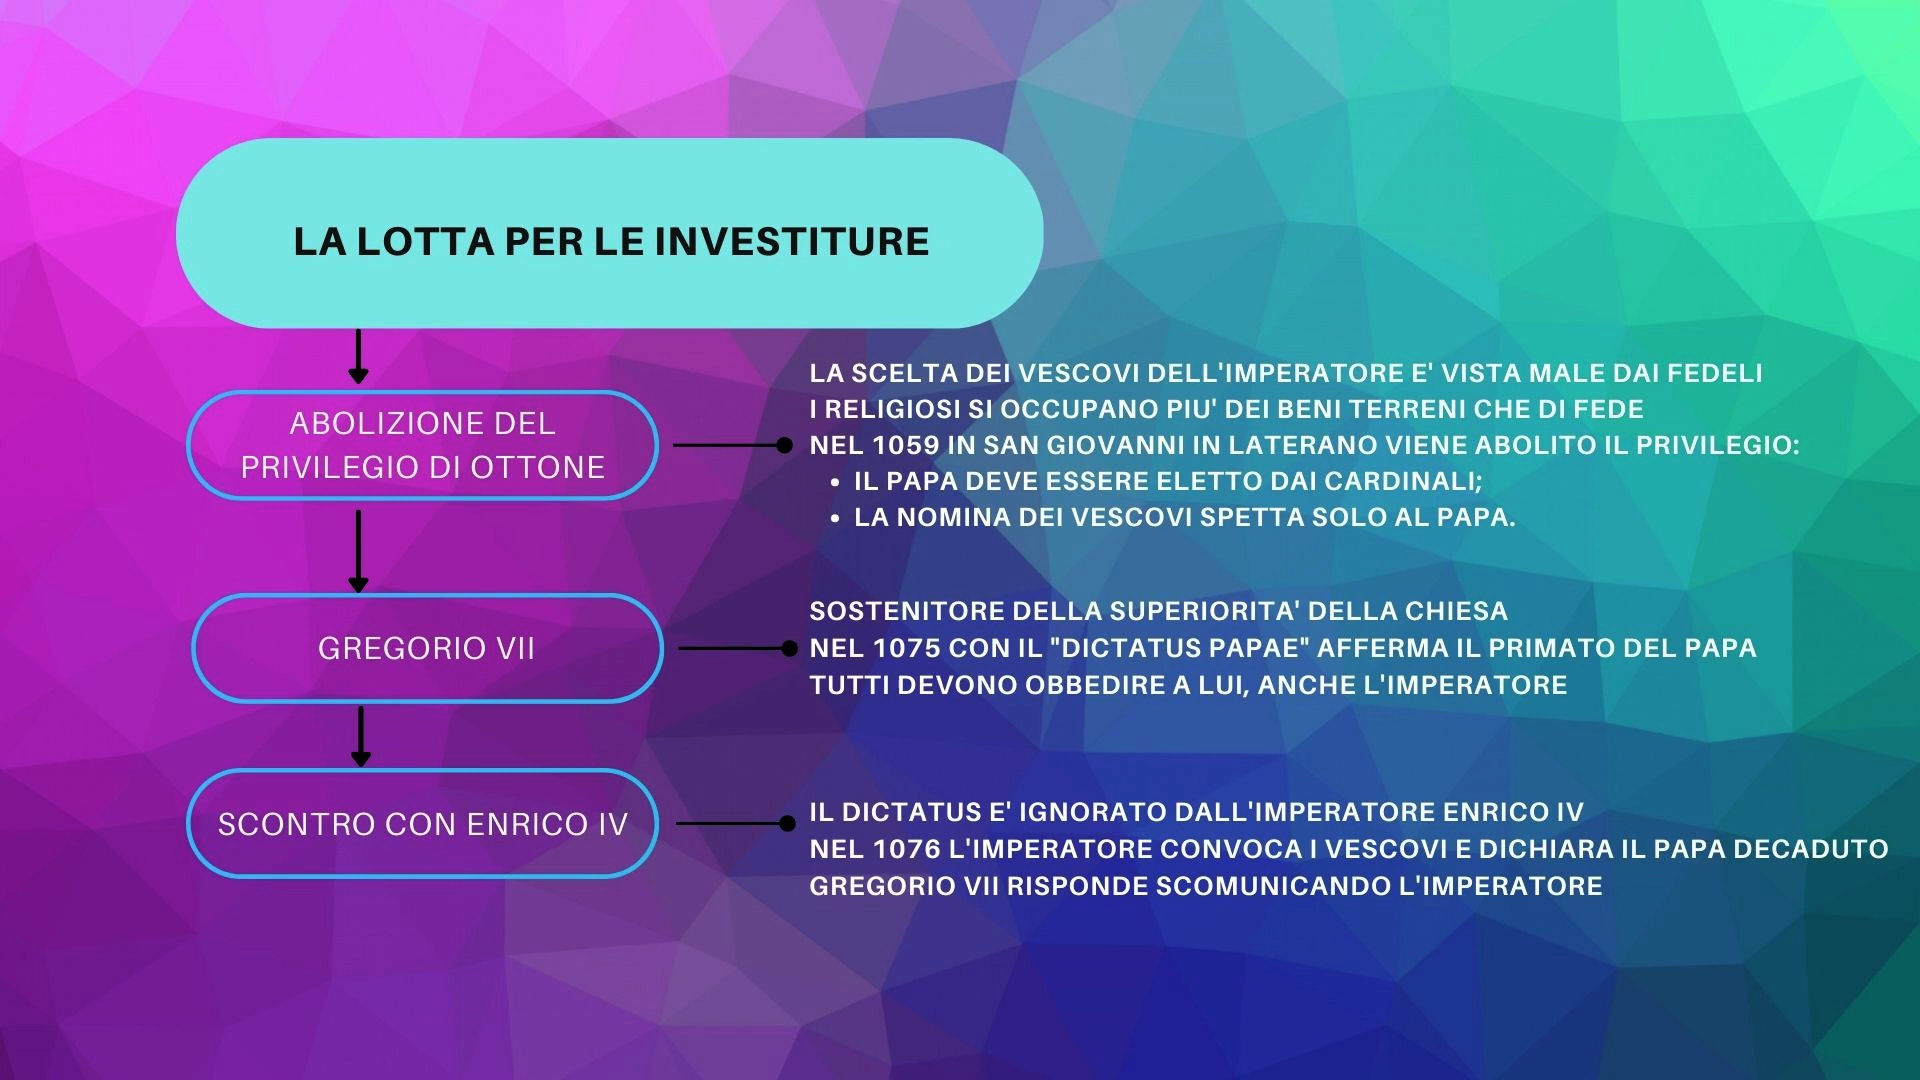 LA LOTTA PER LE INVESTITURE
ABOLIZIONE DEL
PRIVILEGIO DI OTTONE
LA SCELTA DEI VESCOVI DELL'IMPERATORE E' VISTA MALE DAI FEDELI
I RELIGIOSI SI OCCUPANO PIU' DEI BENI TERRENI CHE DI FEDE
NEL 1059 IN SAN GIOVANNI IN LATERANO VIENE ABOLITO IL PRIVILEGIO:
• IL PAPA DEVE ESSERE ELETTO DAI CARDINALI;
• LA NOMINA DEI VESCOVI SPETTA SOLO AL PAPA.
GREGORIO VII
SOSTENITORE DELLA SUPERIORITA' DELLA CHIESA
NEL 1075 CON IL "DICTATUS PAPAE" AFFERMA IL PRIMATO DEL PAPA
TUTTI DEVONO OBBEDIRE A LUI, ANCHE L'IMPERATORE
SCONTRO CON ENRICO IV
IL DICTATUS E' IGNORATO DALL'IMPERATORE ENRICO IV
NEL 1076 L'IMPERATORE CONVOCA I VESCOVI E DICHIARA IL PAPA DECADUTO
GREGORIO VII RISPONDE SCOMUNICANDO L'IMPERATORE